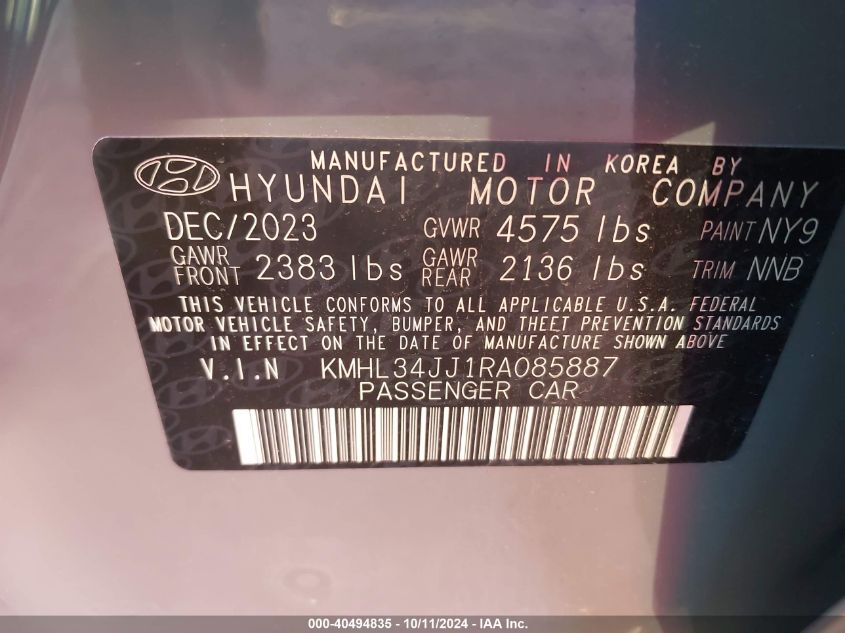 MANUFACTURED IN KOREA BY
HYUNDAI MOTOR COMPANY
DEC/2023 GVWR 4575 lbs PAINT NY9
GAWR FRONT 2383 lbs GAWR REAR 2136 lbs TRIM NNB
THIS VEHICLE CONFORMS TO ALL APPLICABLE U.S.A. FEDERAL
MOTOR VEHICLE SAFETY, BUMPER, AND THEFT PREVENTION STANDARDS
IN EFFECT ON THE DATE OF MANUFACTURE SHOWN ABOVE
V.I.N KMHL34JJ1RA085887
PASSENGER CAR
000-40494835 - 10/11/2024 - IAA Inc.